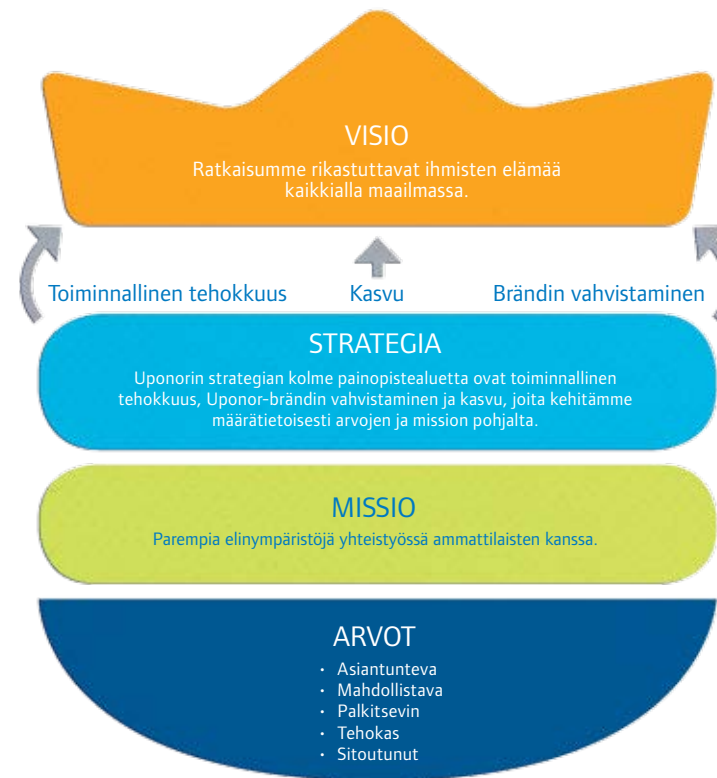 VISIO
Ratkaisumme rikastuttavat ihmisten elämää
kaikkialla maailmassa.
Toiminnallinen tehokkuus
Kasvu
Brändin vahvistaminen
STRATEGIA
Uponorin strategian kolme painopistealuetta ovat toiminnallinen
tehokkuus, Uponor-brändin vahvistaminen ja kasvu, joita kehitämme
määrätietoisesti arvojen ja mission pohjalta.
MISSIO
Parempia elinympäristöjä yhteistyössä ammattilaisten kanssa.
ARVOT
• Asiantunteva
• Mahdollistava
• Palkitsevin
• Tehokas
• Sitoutunut